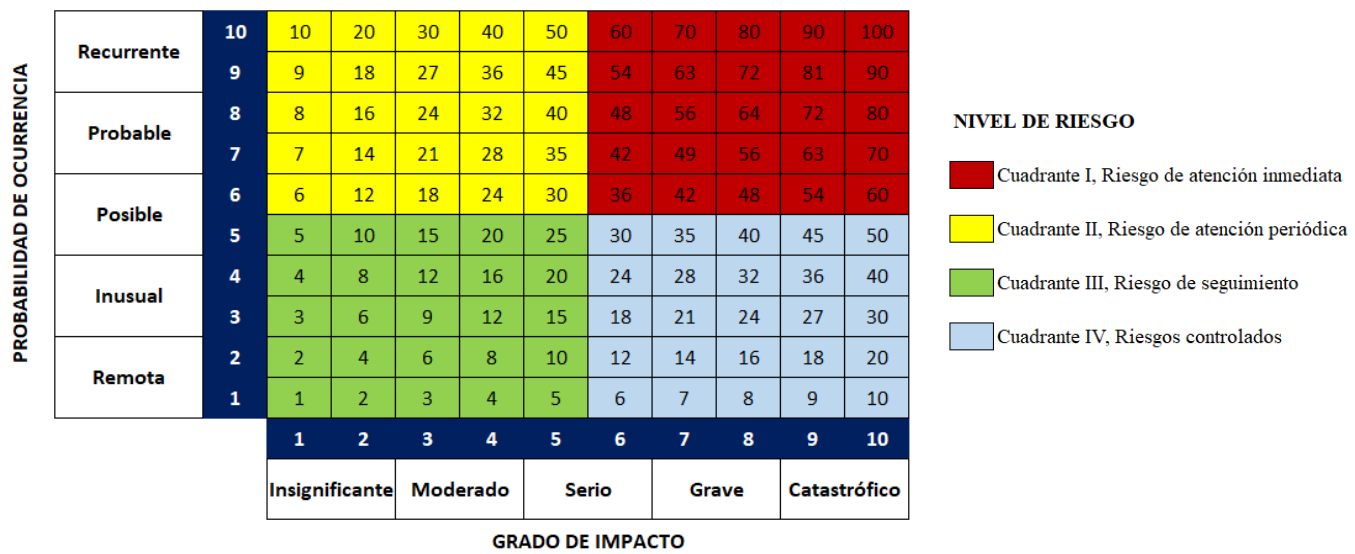 PROBABILIDAD DE OCURRENCIA
Recurrente
10 10 20 30 40 50 60 70 80 90 100
9 9 18 27 36 45 54 63 72 81 90
Probable
8 8 16 24 32 40 48 56 64 72 80
7 7 14 21 28 35 42 49 56 63 70
Posible
6 6 12 18 24 30 36 42 48 54 60
5 5 10 15 20 25 30 35 40 45 50
Inusual
4 4 8 12 16 20 24 28 32 36 40
3 3 6 9 12 15 18 21 24 27 30
Remota
2 2 4 6 8 10 12 14 16 18 20
1 1 2 3 4 5 6 7 8 9 10
1 2 3 4 5 6 7 8 9 10
Insignificante Moderado Serio Grave Catastrófico
GRADO DE IMPACTO
NIVEL DE RIESGO
Cuadrante I, Riesgo de atención inmediata
Cuadrante II, Riesgo de atención periódica
Cuadrante III, Riesgo de seguimiento
Cuadrante IV, Riesgos controlados